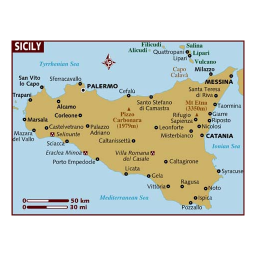 SICILY
Tyrrhenian Sea
Filicudi
Alicudi
Salina
Lipari
Quattropani
Lipari
Vulcano
Capo
Calavà
Milazzo
MESSINA
San Vito
lo Capo
Sferracavallo
PALERMO
Cefalù
Santa Teresa
di Riva
Trapani
Alcamo
Santo Stefano
di Camastra
Mt Etna
(3350m)
Taormina
Corleone
Pizzo
Carbonara
(1979m)
Rifugio
Sapienza
Giarre
Riposto
Marsala
Castelvetrano
Palazzo
Adriano
Leonforte
Nicolosi
Mazara
del Vallo
Selinunte
Misterbianco
CATANIA
Sciacca
Caltanissetta
Ionian Sea
Eraclea Minoa
Villa Romana
del Casale
Porto Empedocle
Caltagirone
Licata
Gela
Syracuse
Vittória
Ragusa
Noto
Mediterranean Sea
Ispica
Pozzallo
0 50 km
0 30 mi